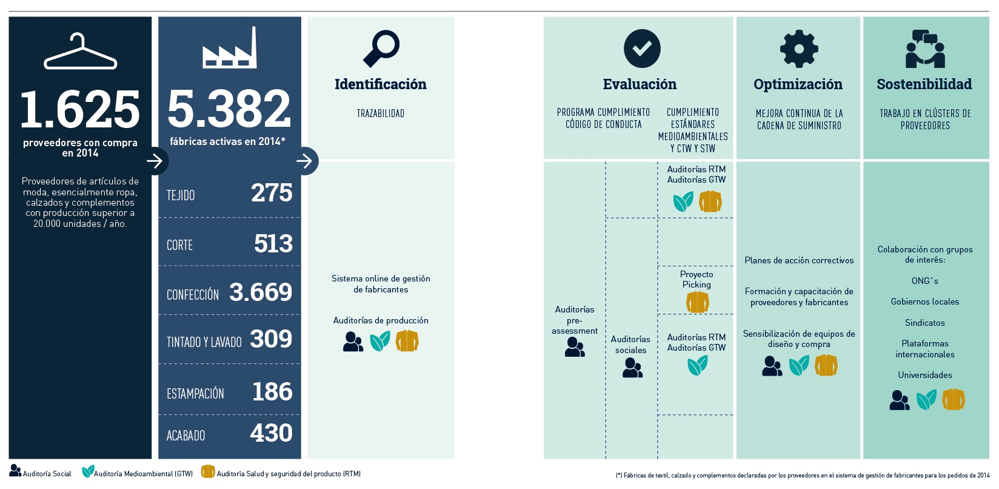 1.625
proveedores con compra
en 2014
Proveedores de artículos de
moda, esencialmente ropa,
calzados y complementos
con producción superior a
20.000 unidades / año.
5.382
fábricas activas en 2014*
TEJIDO 275
CORTE 513
CONFECCIÓN 3.669
TINTADO Y LAVADO 309
ESTAMPACIÓN 186
ACABADO 430
Identificación
TRAZABILIDAD
Sistema online de gestión
de fabricantes
Auditorías de producción
Evaluación
PROGRAMA CUMPLIMIENTO
CÓDIGO DE CONDUCTA
CUMPLIMIENTO
ESTÁNDARES
MEDIOAMBIENTALES
Y CTW Y STW
Auditorías
pre-
assessment
Auditorías
sociales
Auditorías RTM
Auditorías GTW
Proyecto
Picking
Auditorías RTM
Auditorías GTW
Optimización
MEJORA CONTINUA DE LA
CADENA DE SUMINISTRO
Planes de acción correctivos
Formación y capacitación de
proveedores y fabricantes
Sensibilización de equipos de
diseño y compra
Sostenibilidad
TRABAJO EN CLÚSTERS DE
PROVEEDORES
Colaboración con grupos
de interés:
ONG´s
Gobiernos locales
Sindicatos
Plataformas
internacionales
Universidades
Auditoría Social
Auditoría Medioambiental (GTW)
Auditoría Salud y seguridad del producto (RTM)
(*) Fábricas de textil, calzado y complementos declaradas por los proveedores en el sistema de gestión de fabricantes para los pedidos de 2014